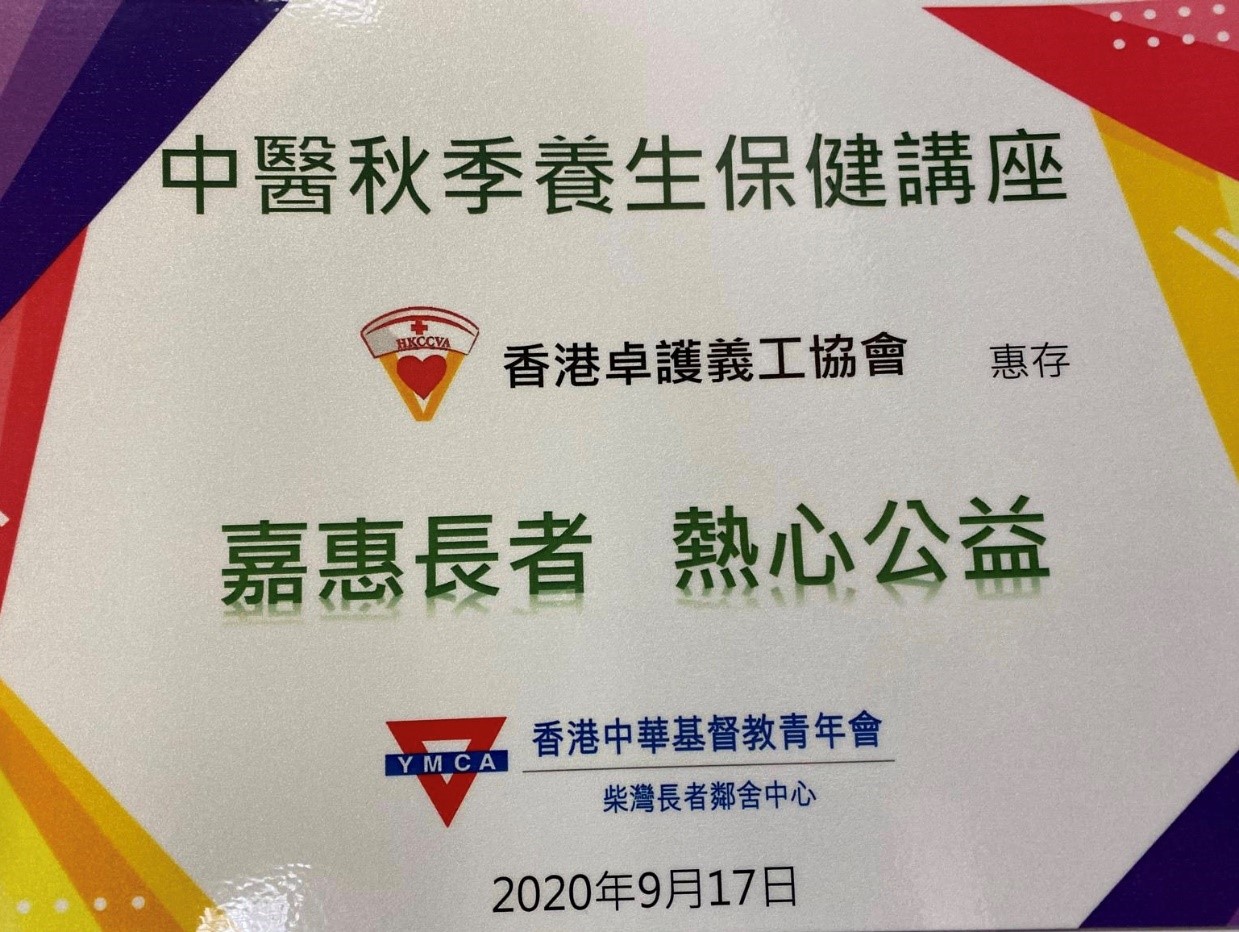 中醫秋季養生保健講座
HKCCVA
香港卓護義工協會 惠存
嘉惠長者 熱心公益
YMCA
香港中華基督教青年會
柴灣長者鄰舍中心
2020年9月17日